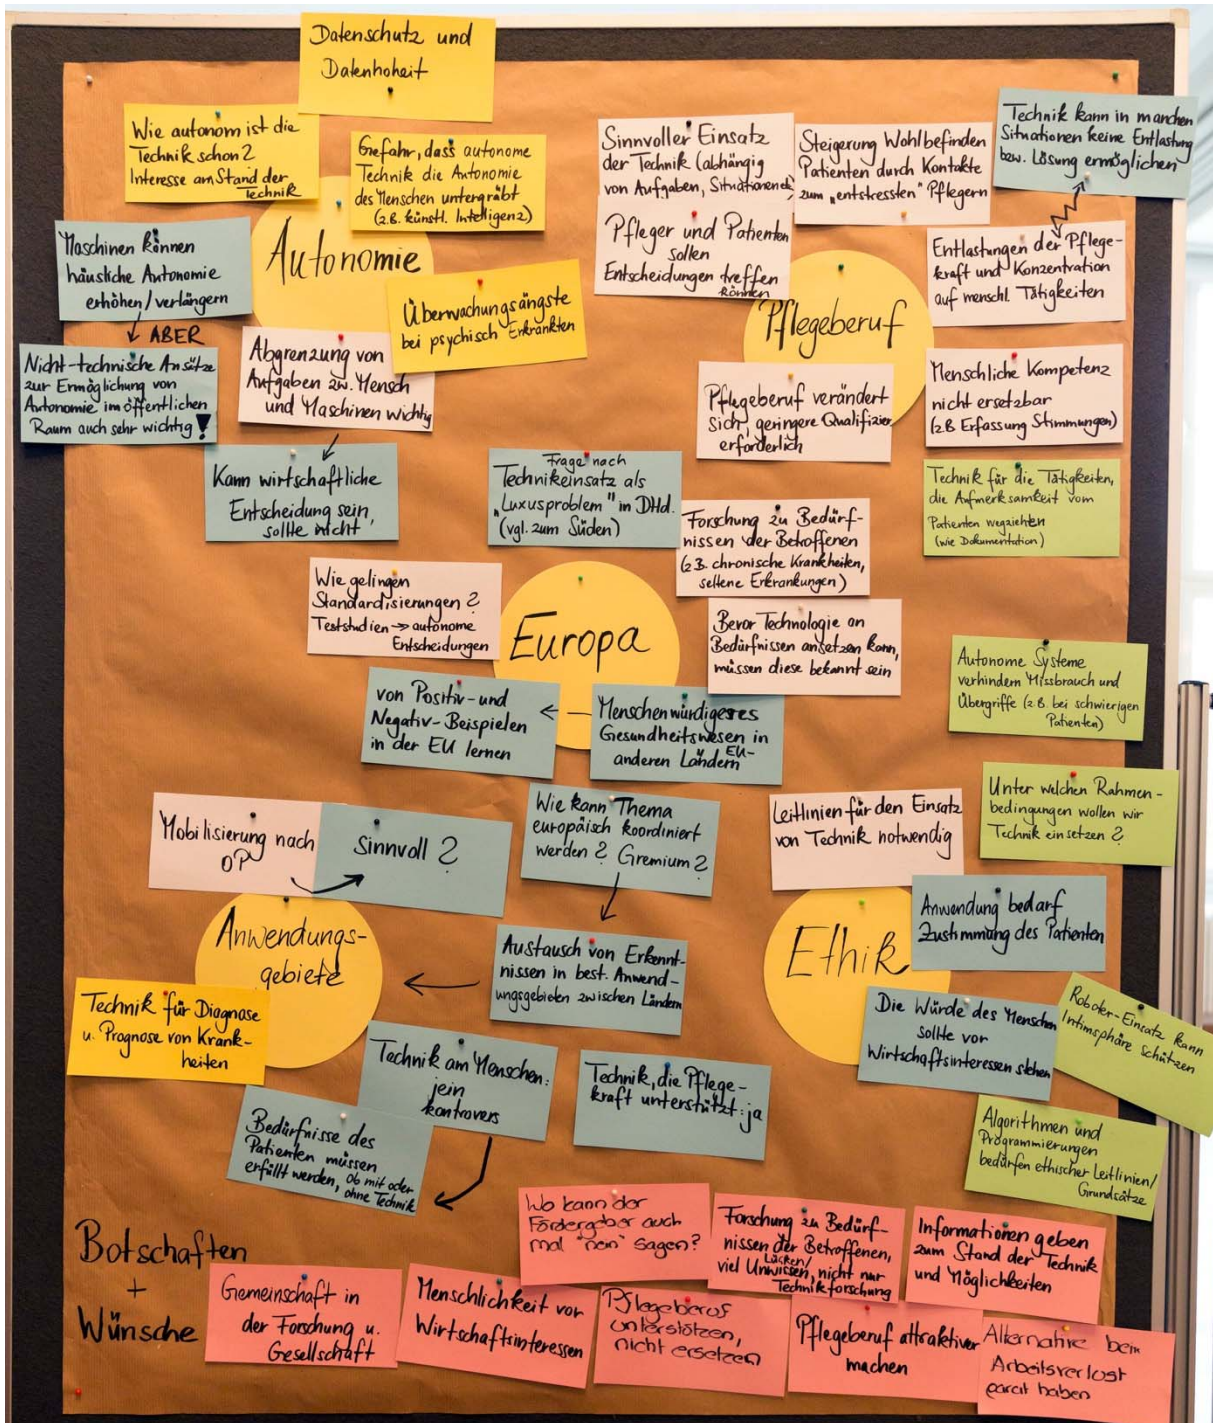 Datenschutz und
Datenhoheit
Wie autonom ist die
Technik schon?
Interesse am Stand der
Technik
Gefahr, dass autonome
Technik die Autonomie
des Menschen untergräbt
(z.B. künstl. Intelligenz)
Autonomie
Maschinen können
häusliche Autonomie
erhöhen/verlängern
ABER
Nicht-technische Ansätze
zur Ermöglichung von
Autonomie im öffentlichen
Raum auch sehr wichtig!
Überwachungsängste
bei psychisch Erkrankten
Abgrenzung von
Aufgaben zw. Mensch
und Maschinen wichtig
Kann wirtschaftliche
Entscheidung sein,
sollte nicht
Sinnvoller Einsatz
der Technik (abhängig
von Aufgaben, Situationen
Pfleger und Patienten
sollen
Entscheidungen treffen
können
Steigerung Wohlbefinden
Patienten durch Kontakte
zum „entstressten" Pflegern
Technik kann in manchen
Situationen keine Entlastung
bzw. Lösung ermöglichen
Entlastungen der Pflege-
kraft und Konzentration
auf menschl. Tätigkeiten
Pflegeberuf
Pflegeberuf verändert
sich, geringere Qualifizier.
erforderlich
Menschliche Kompetenz
nicht ersetzbar
(z.B Erfassung Stimmungen)
Technik für die Tätigkeiten,
die Aufmerksamkeit vom
Patienten wegziehen
(wie Dokumentation)
Frage nach
Technikeinsatz als
„Luxusproblem" in Dtld.
(vgl. zum Süden)
Forschung zu Bedürf-
nissen der Betroffenen
(z.B. chronische Krankheiten,
seltene Erkrankungen)
Wie gelingen
Standardisierungen?
Teststudien → autonome
Entscheidungen
Europa
Bevor Technologie an
Bedürfnissen ansetzen kann,
müssen diese bekannt sein
von Positiv- und
Negativ-Beispielen
in der EU lernen
Menschenwürdigeres
Gesundheitswesen in
anderen EU-
Ländern
Autonome Systeme
verhindern Missbrauch und
Übergriffe (z.B. bei schwierigen
Patienten)
Mobilisierung nach
OP
Sinnvoll?
Wie kann Thema
europäisch koordiniert
werden? Gremium?
Leitlinien für den Einsatz
von Technik notwendig
Unter welchen Rahmen-
bedingungen wollen wir
Technik einsetzen?
Anwendungs-
gebiete
Austausch von Erkennt-
nissen in best. Anwend-
ungsgebieten zwischen Ländern
Ethik
Anwendung bedarf
Zustimmung des Patienten
Technik für Diagnose
u. Prognose von Krank-
heiten
Technik am Menschen:
jein
kontrovers
Technik, die Pflege-
kraft unterstützt: ja
Die Würde des Menschen
sollte vor
Wirtschaftsinteressen stehen
Roboter-Einsatz kann
Intimsphäre schützen
Bedürfnisse des
Patienten müssen
erfüllt werden, ob mit oder
ohne Technik
Algorithmen und
Programmierungen
bedürfen ethischer Leitlinien/
Grundsätze
Botschaften
+
Wünsche
Wo kann der
Fördergeber auch
mal "nein" sagen?
Forschung zu Bedürf-
nissen der Betroffenen,
Lücken/
viel Unwissen, nicht nur
Technikforschung
Informationen geben
zum Stand der Technik
und Möglichkeiten
Gemeinschaft in
der Forschung u.
Gesellschaft
Menschlichkeit vor
Wirtschaftsinteressen
Pflegeberuf
unterstützen,
nicht ersetzen
Pflegeberuf attraktiver
machen
Alternative beim
Arbeitsverlust
parat haben